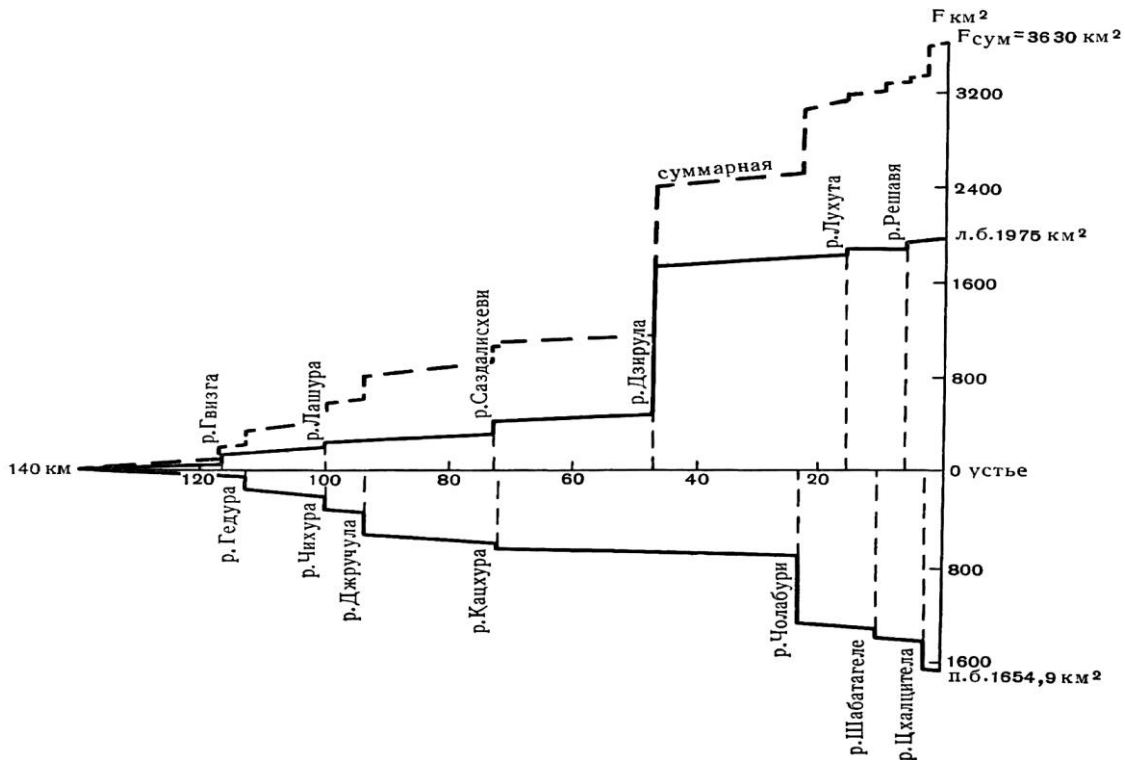 F км²
Fсум=3630 км²
3200
суммарная
2400
р.Лухута
р.Решавя
л.б.1975 км²
1600
р.Гвизга
р.Лашура
р.Саздалисхеви
р.Дзирула
800
140 км
120
100
80
60
40
20
0 устье
р.Гедура
р.Чихура
р.Джручула
р.Кацхура
р.Чолабури
р.Шабатагеле
р.Цхалцитела
800
1600
п.б.1654,9 км²